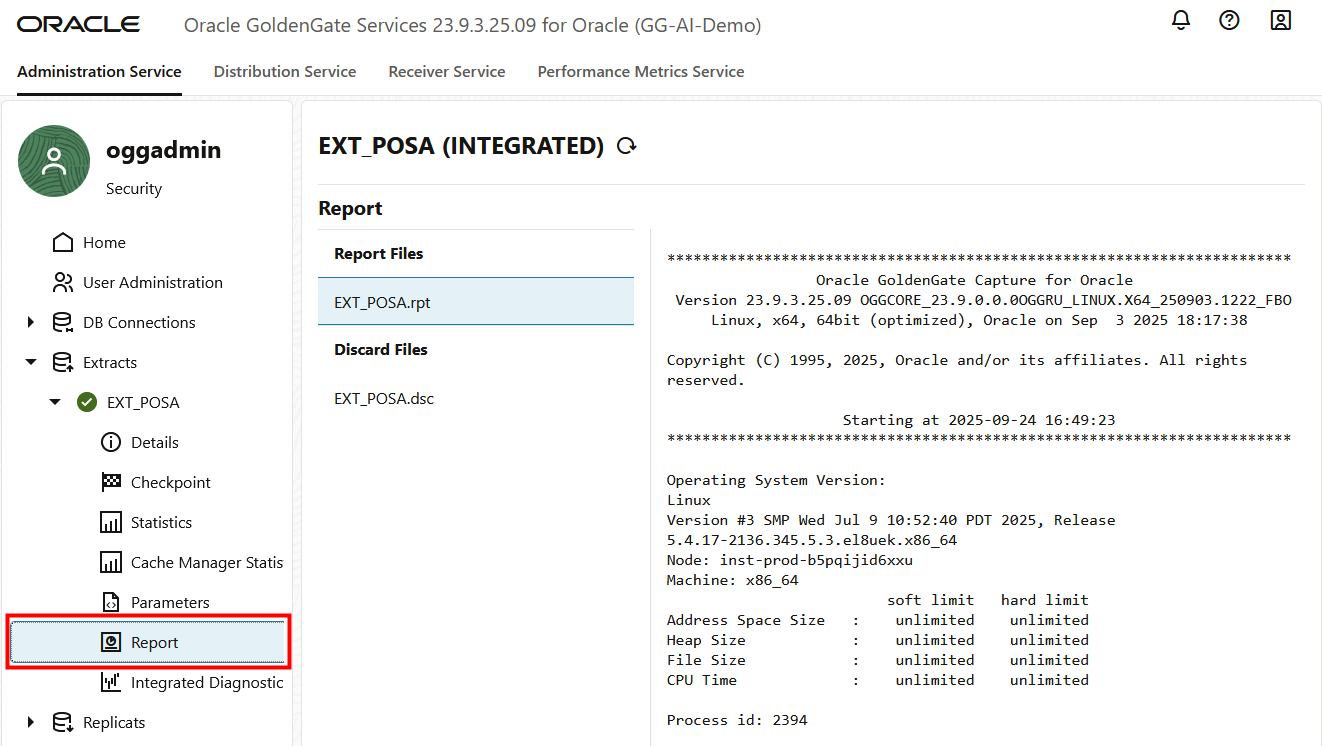 ORACLE
Oracle GoldenGate Services 23.9.3.25.09 for Oracle (GG-AI-Demo)
Administration Service
Distribution Service
Receiver Service
Performance Metrics Service
oggadmin
Security
Home
User Administration
DB Connections
Extracts
EXT_POSA
Details
Checkpoint
Statistics
Cache Manager Statis
Parameters
Report
Integrated Diagnostic
Replicats
EXT_POSA (INTEGRATED)
Report
Report Files
EXT_POSA.rpt
Discard Files
EXT_POSA.dsc
***********************************************************************
Oracle GoldenGate Capture for Oracle
Version 23.9.3.25.09 OGGCORE_23.9.0.0.0OGGRU_LINUX.X64_250903.1222_FBO
Linux, x64, 64bit (optimized), Oracle on Sep  3 2025 18:17:38
Copyright (C) 1995, 2025, Oracle and/or its affiliates. All rights
reserved.
Starting at 2025-09-24 16:49:23
***********************************************************************
Operating System Version:
Linux
Version #3 SMP Wed Jul 9 10:52:40 PDT 2025, Release
5.4.17-2136.345.5.3.el8uek.x86_64
Node: inst-prod-b5pqijid6xxu
Machine: x86_64
soft limit   hard limit
Address Space Size   :    unlimited    unlimited
Heap Size            :    unlimited    unlimited
File Size            :    unlimited    unlimited
CPU Time             :    unlimited    unlimited
Process id: 2394